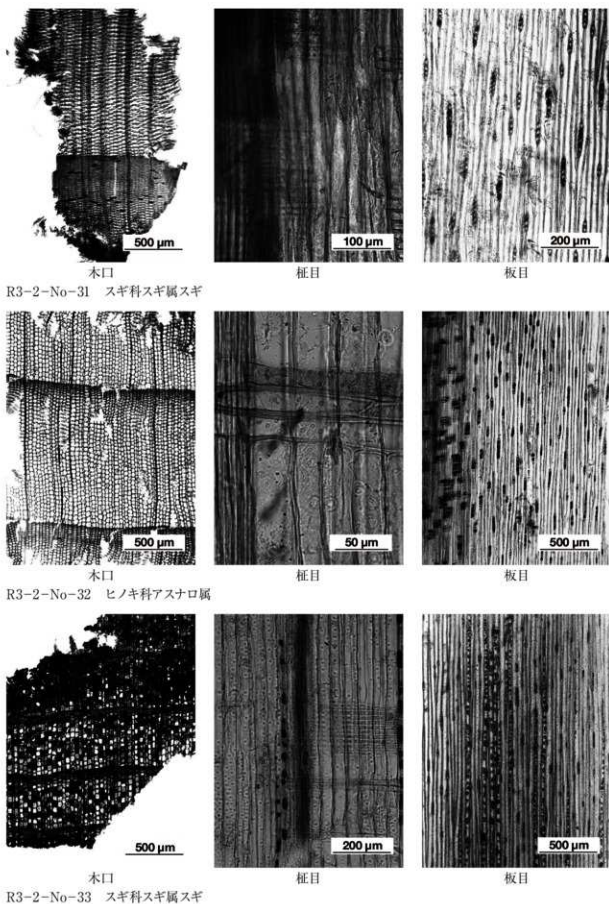 500 μm 100 μm 200 μm
木口 柾目 板目
R3-2-No-31 スギ科スギ属スギ
500 μm 50 μm 500 μm
木口 柾目 板目
R3-2-No-32 ヒノキ科アスナロ属
500 μm 200 μm 500 μm
木口 柾目 板目
R3-2-No-33 スギ科スギ属スギ